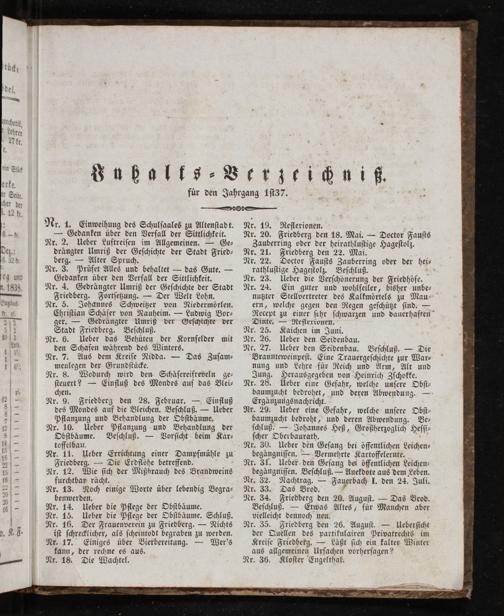 Inhalts-Verzeichniß.
für den Jahrgang 1837.
Nr. 1. Einweihung des Schulsaales zu Altenstadt.
— Gedanken über den Verfall der Sittlichkeit.
Nr. 2. Ueber Luftreisen im Allgemeinen. — Ge-
drängter Umriß der Geschichte der Stadt Fried-
berg. — Alter Spruch.
Nr. 3. Prüfet Alles und behaltet — das Gute. —
Gedanken über den Verfall der Sittlichkeit.
Nr. 4. Gedrängter Umriß der Geschichte der Stadt
Friedberg. Fortsetzung. — Der Welt Lohn.
Nr. 5. Johannes Schweitzer von Niedermörlen.
Christian Schäfer von Nauheim. — Ludwig Bor-
ger. — Gedrängter Umriß der Geschichte der
Stadt Friedberg. Beschluß.
Nr. 6. Ueber das Behüten der Kornfelder mit
den Schafen während des Winters.
Nr. 7. Aus dem Kreise Nidda. — Das Zusam-
menlegen der Grundstücke.
Nr. 8. Wodurch wird den Schäfereifreveln ge-
steuert? — Einfluß des Mondes auf das Blei-
chen.
Nr. 9. Friedberg den 28. Februar. — Einfluß
des Mondes auf die Bleichen. Beschluß. — Ueber
Pflanzung und Behandlung der Obstbäume.
Nr. 10. Ueber Pflanzung und Behandlung der
Obstbäume. Beschluß. — Vorsicht beim Kar-
toffelbau.
Nr. 11. Ueber Errichtung einer Dampfmühle zu
Friedberg. — Die Erdflöhe betreffend.
Nr. 12. Wie sich der Mißbrauch des Brandweins
furchtbar rächt.
Nr. 13. Noch einige Worte über lebendig Begra-
benwerden.
Nr. 14. Ueber die Pflege der Obstbäume.
Nr. 15. Ueber die Pflege der Obstbäume. Schluß.
Nr. 16. Der Frauenverein zu Friedberg. — Nichts
ist schrecklicher, als scheintodt begraben zu werden.
Nr. 17. Einiges über Bierbereitung. — Wer's
kann, der rechne es aus.
Nr. 18. Die Wachtel.
Nr. 19. Reflexionen.
Nr. 20. Friedberg den 18. Mai. — Doctor Fausts
Zauberring oder der heirathlustige Hagestolz.
Nr. 21. Friedberg den 22. Mai.
Nr. 22. Doctor Fausts Zauberring oder der hei-
rathlustige Hagestolz. Beschluß.
Nr. 23. Ueber die Verschönerung der Friedhöfe.
Nr. 24. Ein guter und wohlfeiler, bisher unbe-
nutzter Stellvertreter des Kalkmörtels zu Mau-
ern, welche gegen den Regen geschützt sind. —
Recept zu einer sehr schwarzen und dauerhaften
Dinte. — Reflexionen.
Nr. 25. Kaichen im Juni.
Nr. 26. Ueber den Seidenbau.
Nr. 27. Ueber den Seidenbau. Beschluß. — Die
Branntweinpest. Eine Trauergeschichte zur War-
nung und Lehre für Reich und Arm, Alt und
Jung. Herausgegeben von Heinrich Zschokke.
Nr. 28. Ueber eine Gefahr, welche unsere Obst-
baumzucht bedrohet, und deren Abwendung. —
Ergänzungsnachricht.
Nr. 29. Ueber eine Gefahr, welche unsere Obst-
baumzucht bedroht, und deren Abwendung. Be-
schluß. — Johannes Heß, Großherzoglich Hessi-
scher Oberbaurath.
Nr. 30. Ueber den Gesang bei öffentlichen Leichen-
begängnissen. — Vermehrte Kartoffelernte.
Nr. 31. Ueber den Gesang bei öffentlichen Leichen-
begängnissen. Beschluß. — Anekdote aus dem Leben.
Nr. 32. Nachtrag. — Fauerbach I. den 24. Juli.
Nr. 33. Das Brod.
Nr. 34. Friedberg den 20. August. — Das Brod.
Beschluß. — Etwas Altes, für Manchen aber
vielleicht dennoch neu.
Nr. 35. Friedberg den 26. August. — Uebersicht
der Quellen des partikulairen Privatrechts im
Kreise Friedberg. — Läßt sich ein kalter Winter
aus allgemeinen Ursachen vorhersagen?
Nr. 36. Kloster Engelthal.